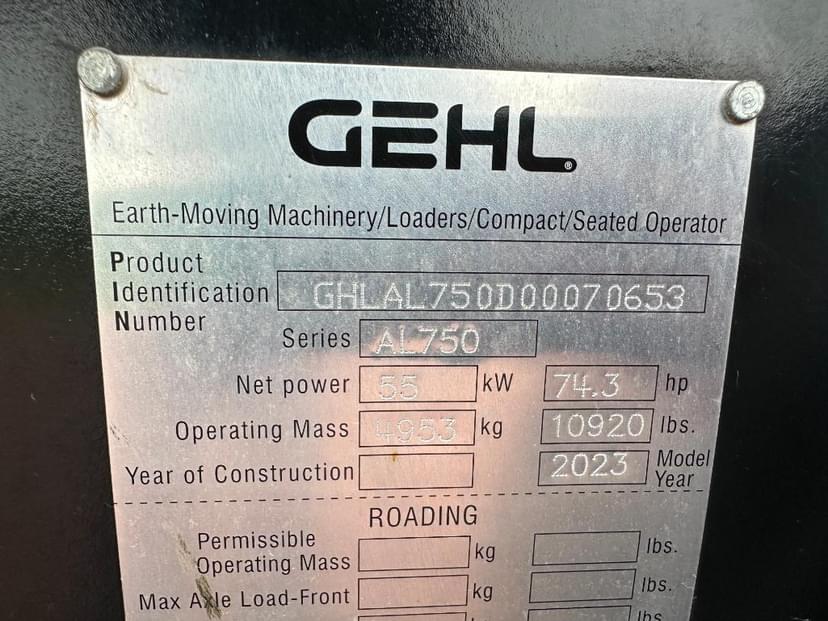 GEHL®
Earth-Moving Machinery/Loaders/Compact/Seated Operator
Product
Identification GHLAL750D00070653
Number
Series AL750
Net power 55 kW 74.3 hp
Operating Mass 4953 kg 10920 lbs.
Year of Construction 2023 Model Year
ROADING
Permissible
Operating Mass kg lbs.
Max Axle Load-Front kg lbs.
lbs